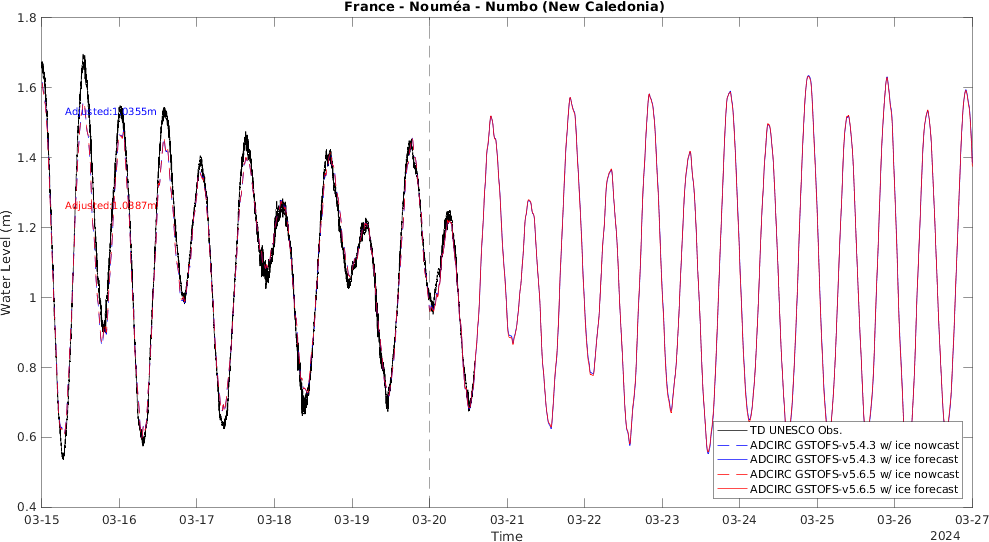 France - Nouméa - Numbo (New Caledonia)
1.8
1.6
1.4
1.2
1
0.8
0.6
0.4
Water Level (m)
Adjusted:1.0355m
Adjusted:1.0387m
TD UNESCO Obs.
ADCIRC GSTOFS-v5.4.3 w/ ice nowcast
ADCIRC GSTOFS-v5.4.3 w/ ice forecast
ADCIRC GSTOFS-v5.6.5 w/ ice nowcast
ADCIRC GSTOFS-v5.6.5 w/ ice forecast
03-15 03-16 03-17 03-18 03-19 03-20 03-21 03-22 03-23 03-24 03-25 03-26 03-27
Time
2024